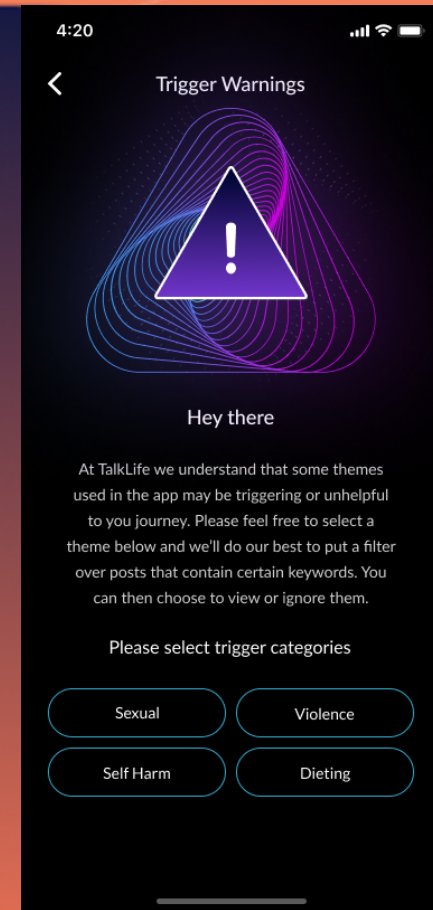 4:20
Trigger Warnings
!
Hey there
At TalkLife we understand that some themes
used in the app may be triggering or unhelpful
to you journey. Please feel free to select a
theme below and we'll do our best to put a filter
over posts that contain certain keywords. You
can then choose to view or ignore them.
Please select trigger categories
Sexual
Violence
Self Harm
Dieting